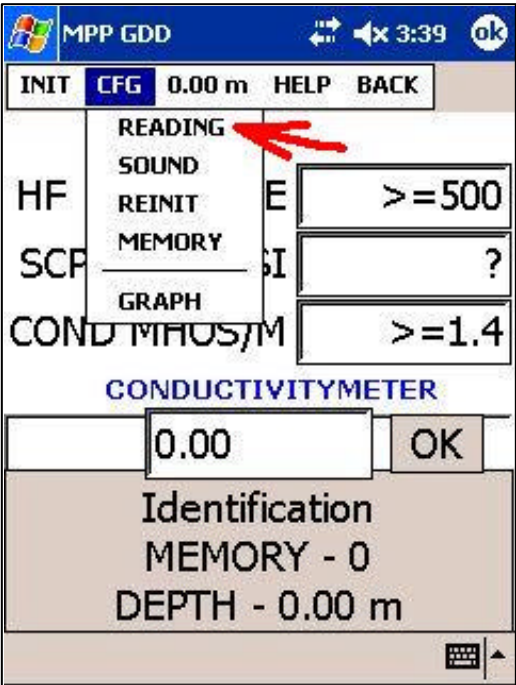 MPP GDD 3:39 ok
INIT CFG 0.00 m HELP BACK
READING
SOUND
REINIT
MEMORY
GRAPH
HF E >=500
SCP SI ?
COND MHOS/M >=1.4
CONDUCTIVITYMETER
0.00 OK
Identification
MEMORY - 0
DEPTH - 0.00 m